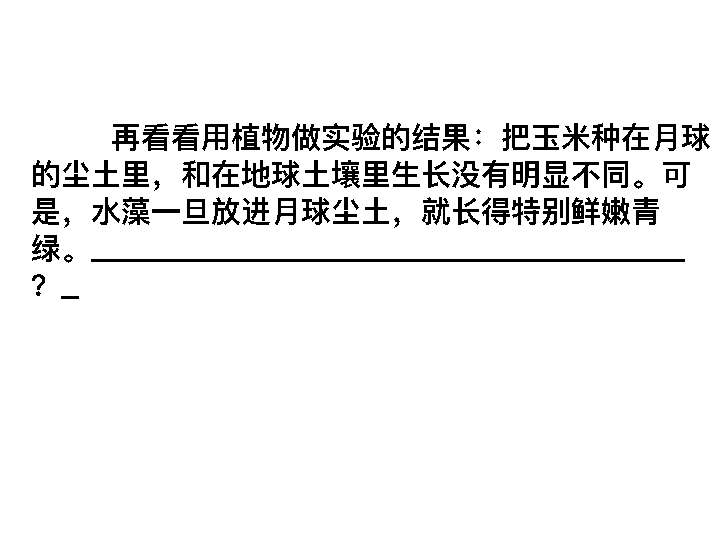 再看看用植物做实验的结果：把玉米种在月球
的尘土里，和在地球土壤里生长没有明显不同。可
是，水藻一旦放进月球尘土，就长得特别鲜嫩青
绿。_________________________________
？_